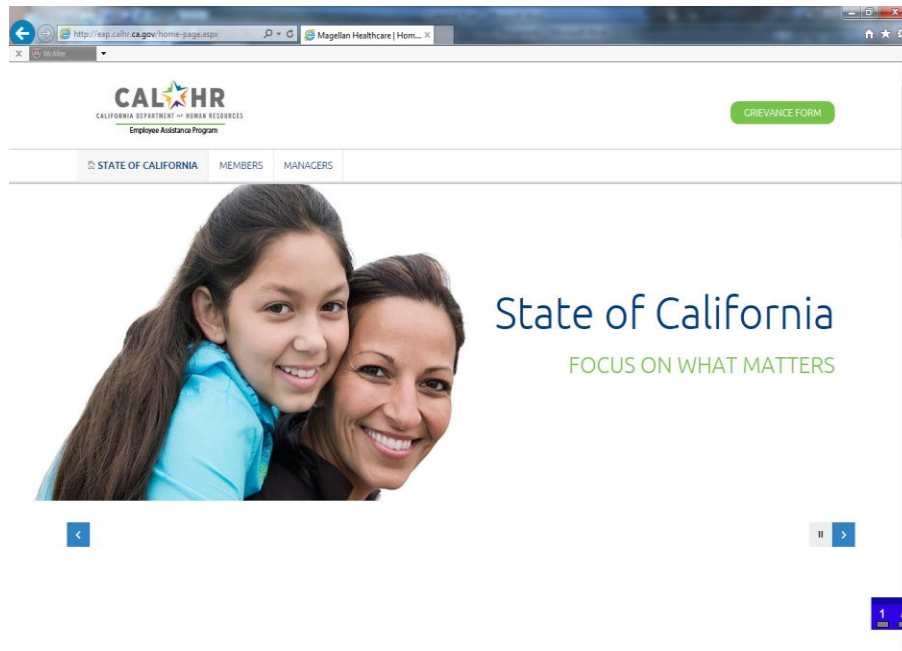 http://eap.calhr.ca.gov/home-page.aspx
Magellan Healthcare | Hom...
X McAfee
CAL HR
CALIFORNIA DEPARTMENT OF HUMAN RESOURCES
Employee Assistance Program
GRIEVANCE FORM
STATE OF CALIFORNIA MEMBERS MANAGERS
State of California
FOCUS ON WHAT MATTERS
1